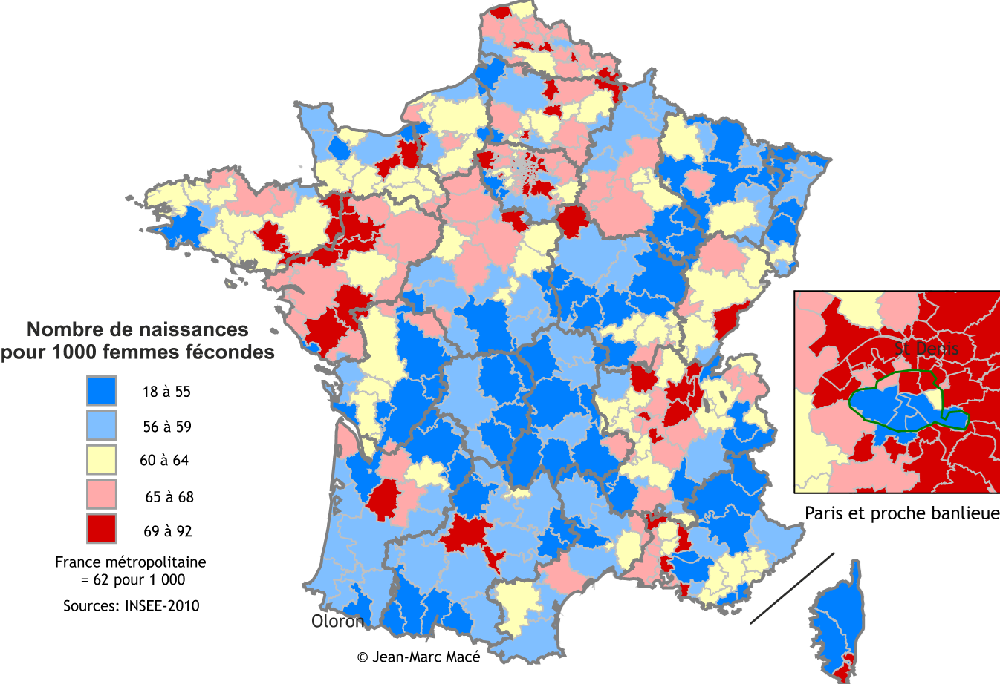 Nombre de naissances
pour 1000 femmes fécondes
18 à 55
56 à 59
60 à 64
65 à 68
69 à 92
France métropolitaine
= 62 pour 1 000
Sources: INSEE-2010
Oloron
© Jean-Marc Macé
St Denis
Paris et proche banlieue